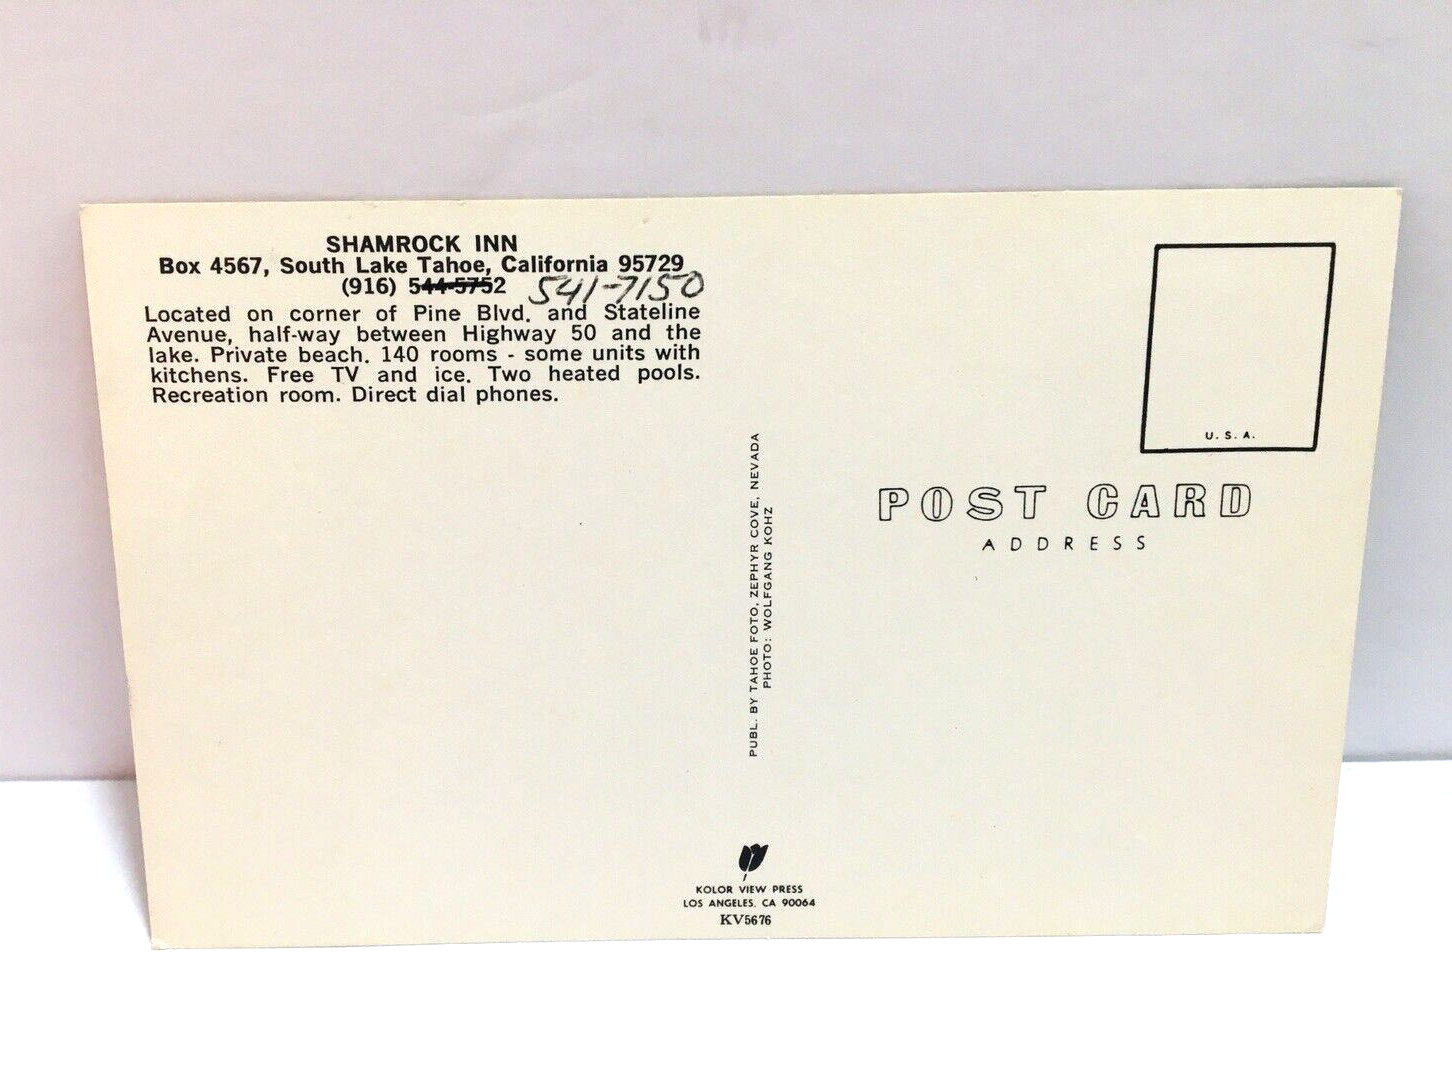 SHAMROCK INN
Box 4567, South Lake Tahoe, California 95729
(916) 544-5752 541-7150
Located on corner of Pine Blvd. and Stateline
Avenue, half-way between Highway 50 and the
lake. Private beach. 140 rooms - some units with
kitchens. Free TV and ice. Two heated pools.
Recreation room. Direct dial phones.
PUBL. BY TAHOE FOTO, ZEPHYR COVE, NEVADA
PHOTO: WOLFGANG KOHZ
U. S. A.
POST CARD
ADDRESS
KOLOR VIEW PRESS
LOS ANGELES, CA 90064
KV5676